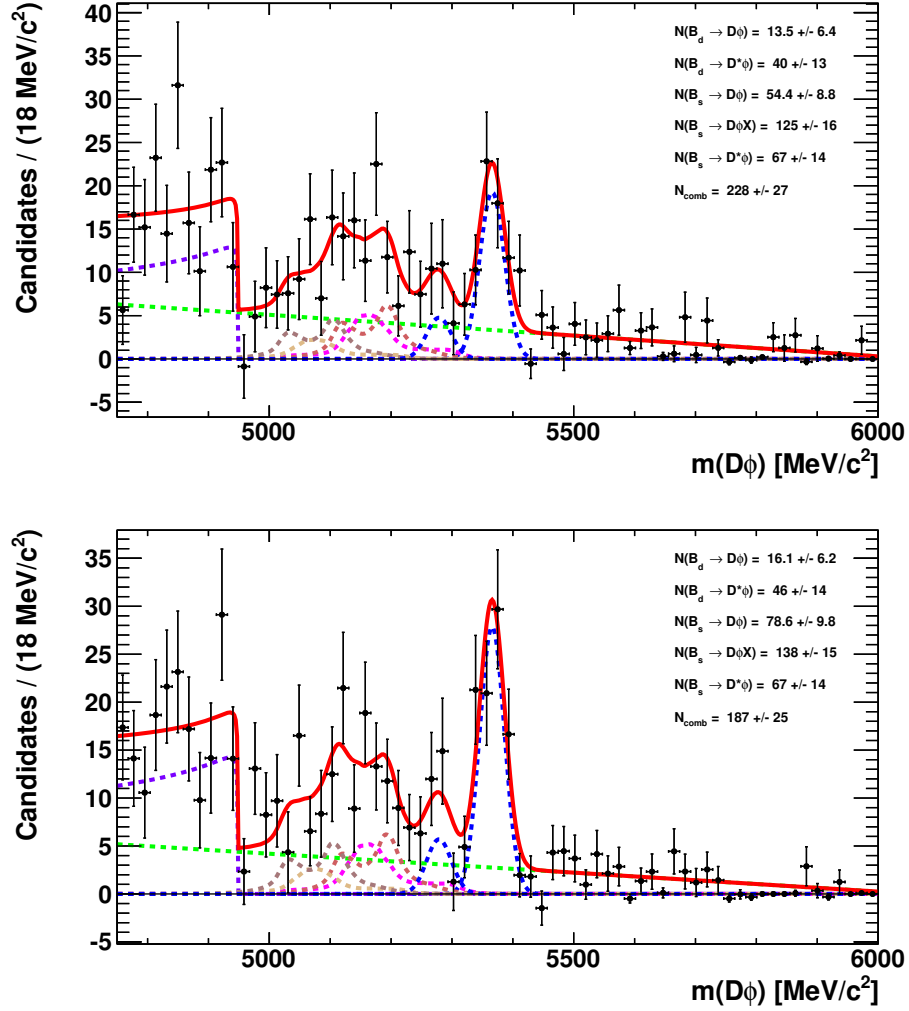 Candidates / (18 MeV/c²)
40
35
30
25
20
15
10
5
0
-5
N(B_d → Dϕ) = 13.5 +/- 6.4
N(B_d → D*ϕ) = 40 +/- 13
N(B_s → Dϕ) = 54.4 +/- 8.8
N(B_s → DϕX) = 125 +/- 16
N(B_s → D*ϕ) = 67 +/- 14
N_comb = 228 +/- 27
5000 5500 6000
m(Dϕ) [MeV/c²]
Candidates / (18 MeV/c²)
35
30
25
20
15
10
5
0
-5
N(B_d → Dϕ) = 16.1 +/- 6.2
N(B_d → D*ϕ) = 46 +/- 14
N(B_s → Dϕ) = 78.6 +/- 9.8
N(B_s → DϕX) = 138 +/- 15
N(B_s → D*ϕ) = 67 +/- 14
N_comb = 187 +/- 25
5000 5500 6000
m(Dϕ) [MeV/c²]